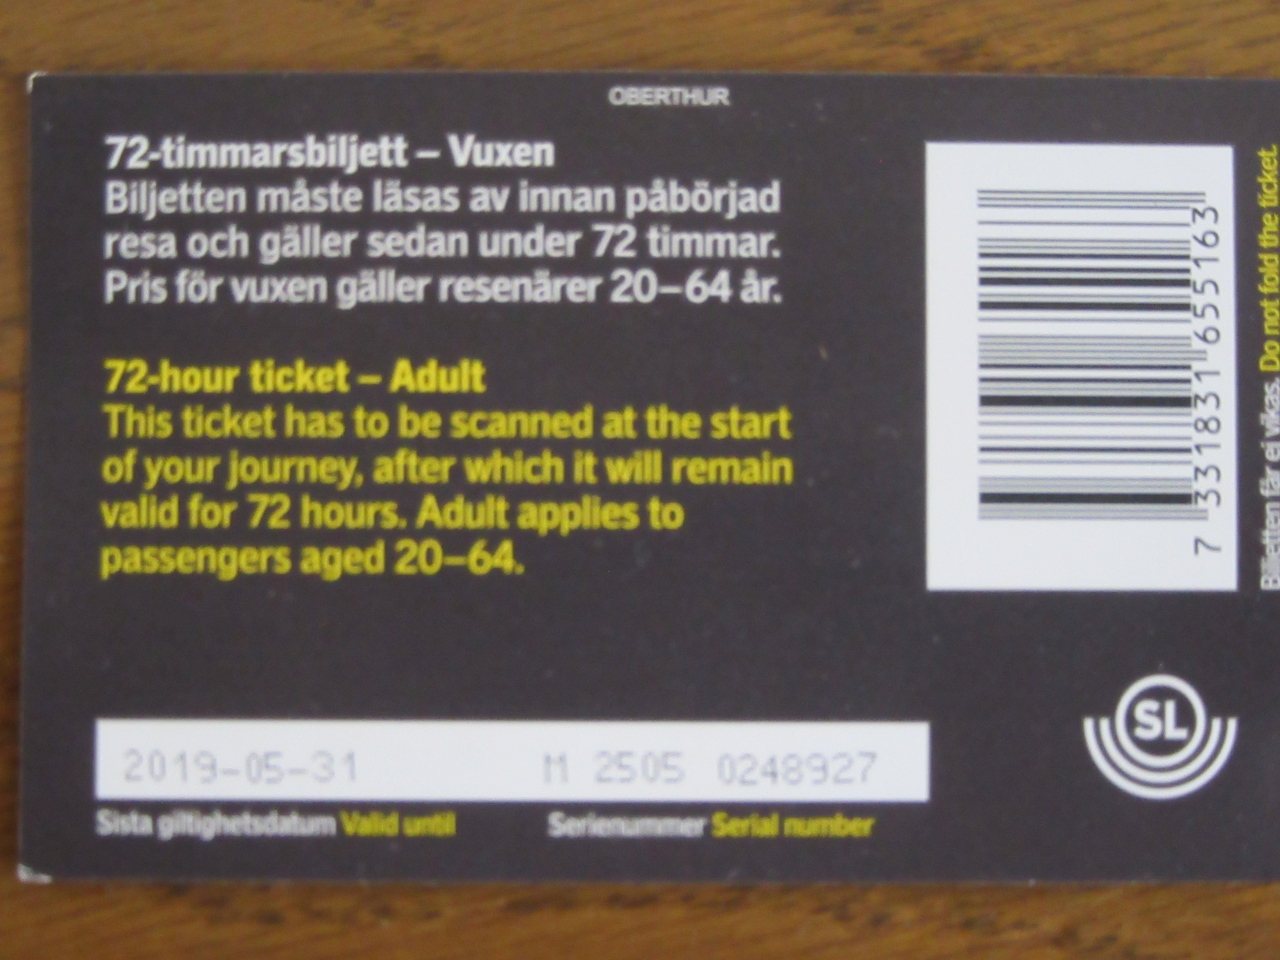 OBERTHUR
72-timmarsbiljett – Vuxen
Biljetten måste läsas av innan påbörjad
resa och gäller sedan under 72 timmar.
Pris för vuxen gäller resenärer 20–64 år.
72-hour ticket – Adult
This ticket has to be scanned at the start
of your journey, after which it will remain
valid for 72 hours. Adult applies to
passengers aged 20–64.
2019-05-31 M 2505 0248927
Sista giltighetsdatum Valid until Serienummer Serial number
7 331831 655163
SL
Biljetten får ej vikas. Do not fold the ticket.